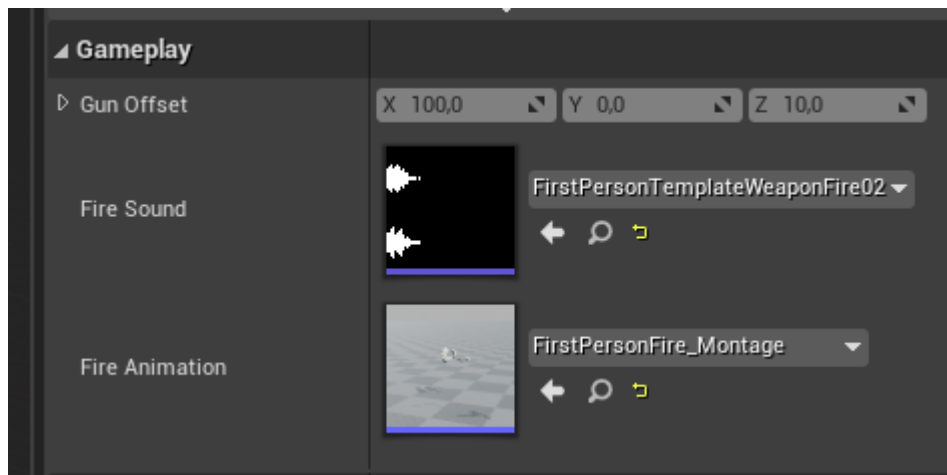 Gameplay
Gun Offset X 100,0 Y 0,0 Z 10,0
Fire Sound FirstPersonTemplateWeaponFire02
Fire Animation FirstPersonFire_Montage